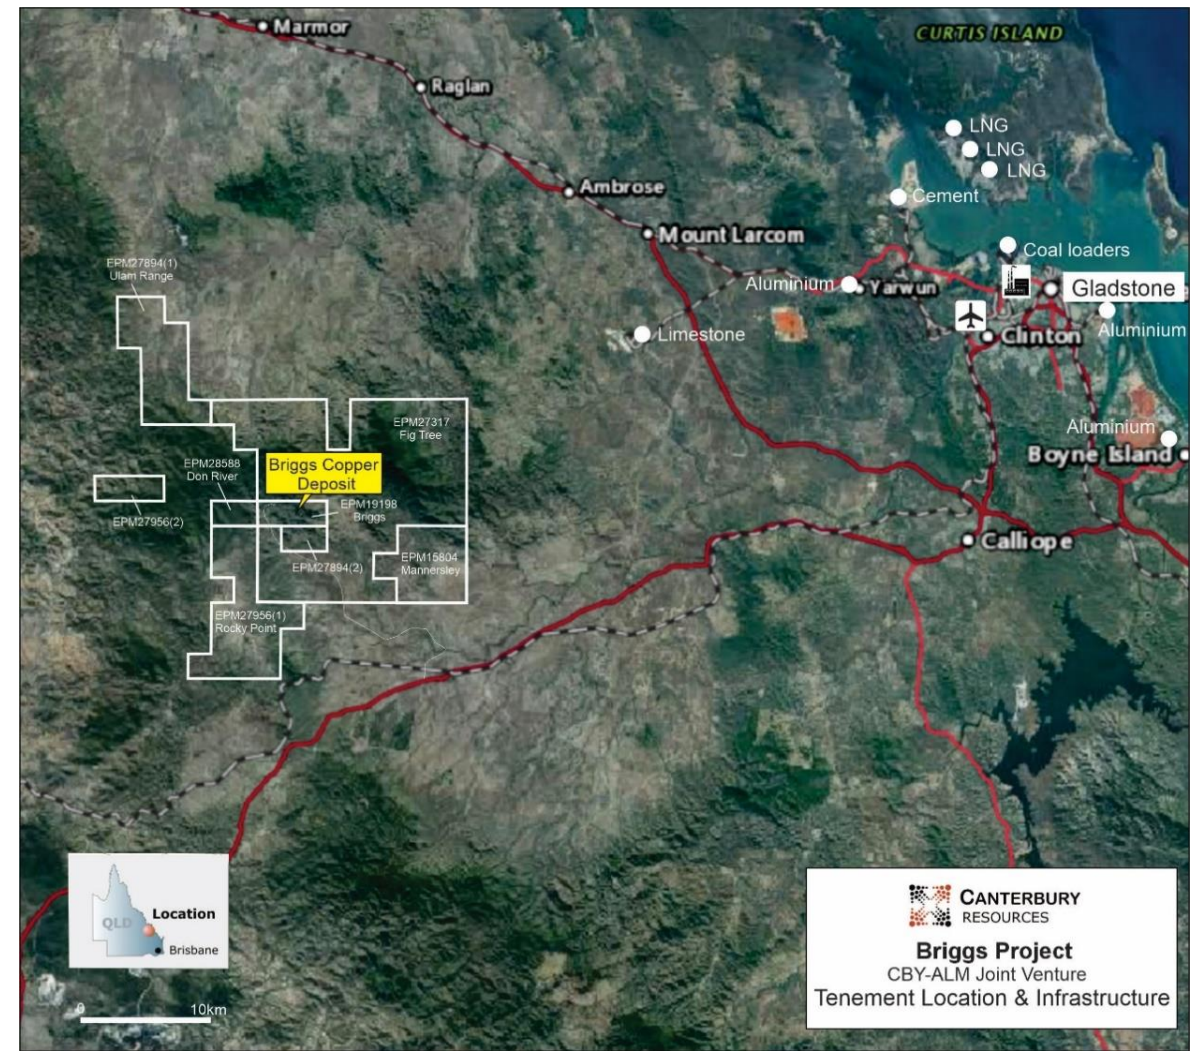 Marmor
CURTIS ISLAND
Raglan
LNG
LNG
LNG
Ambrose
Cement
Mount Larcom
Coal loaders
EPM27894(1)
Ulam Range
Aluminium
Yarwun
Gladstone
Limestone
Clinton
Aluminium
EPM27317
Fig Tree
Aluminium
Boyne Island
EPM28588
Don River
Briggs Copper
Deposit
EPM19198
Briggs
EPM27956(2)
Calliope
EPM27894(2)
EPM15804
Mannersley
EPM27956(1)
Rocky Point
QLD
Location
Brisbane
0 10km
CANTERBURY
RESOURCES
Briggs Project
CBY-ALM Joint Venture
Tenement Location & Infrastructure